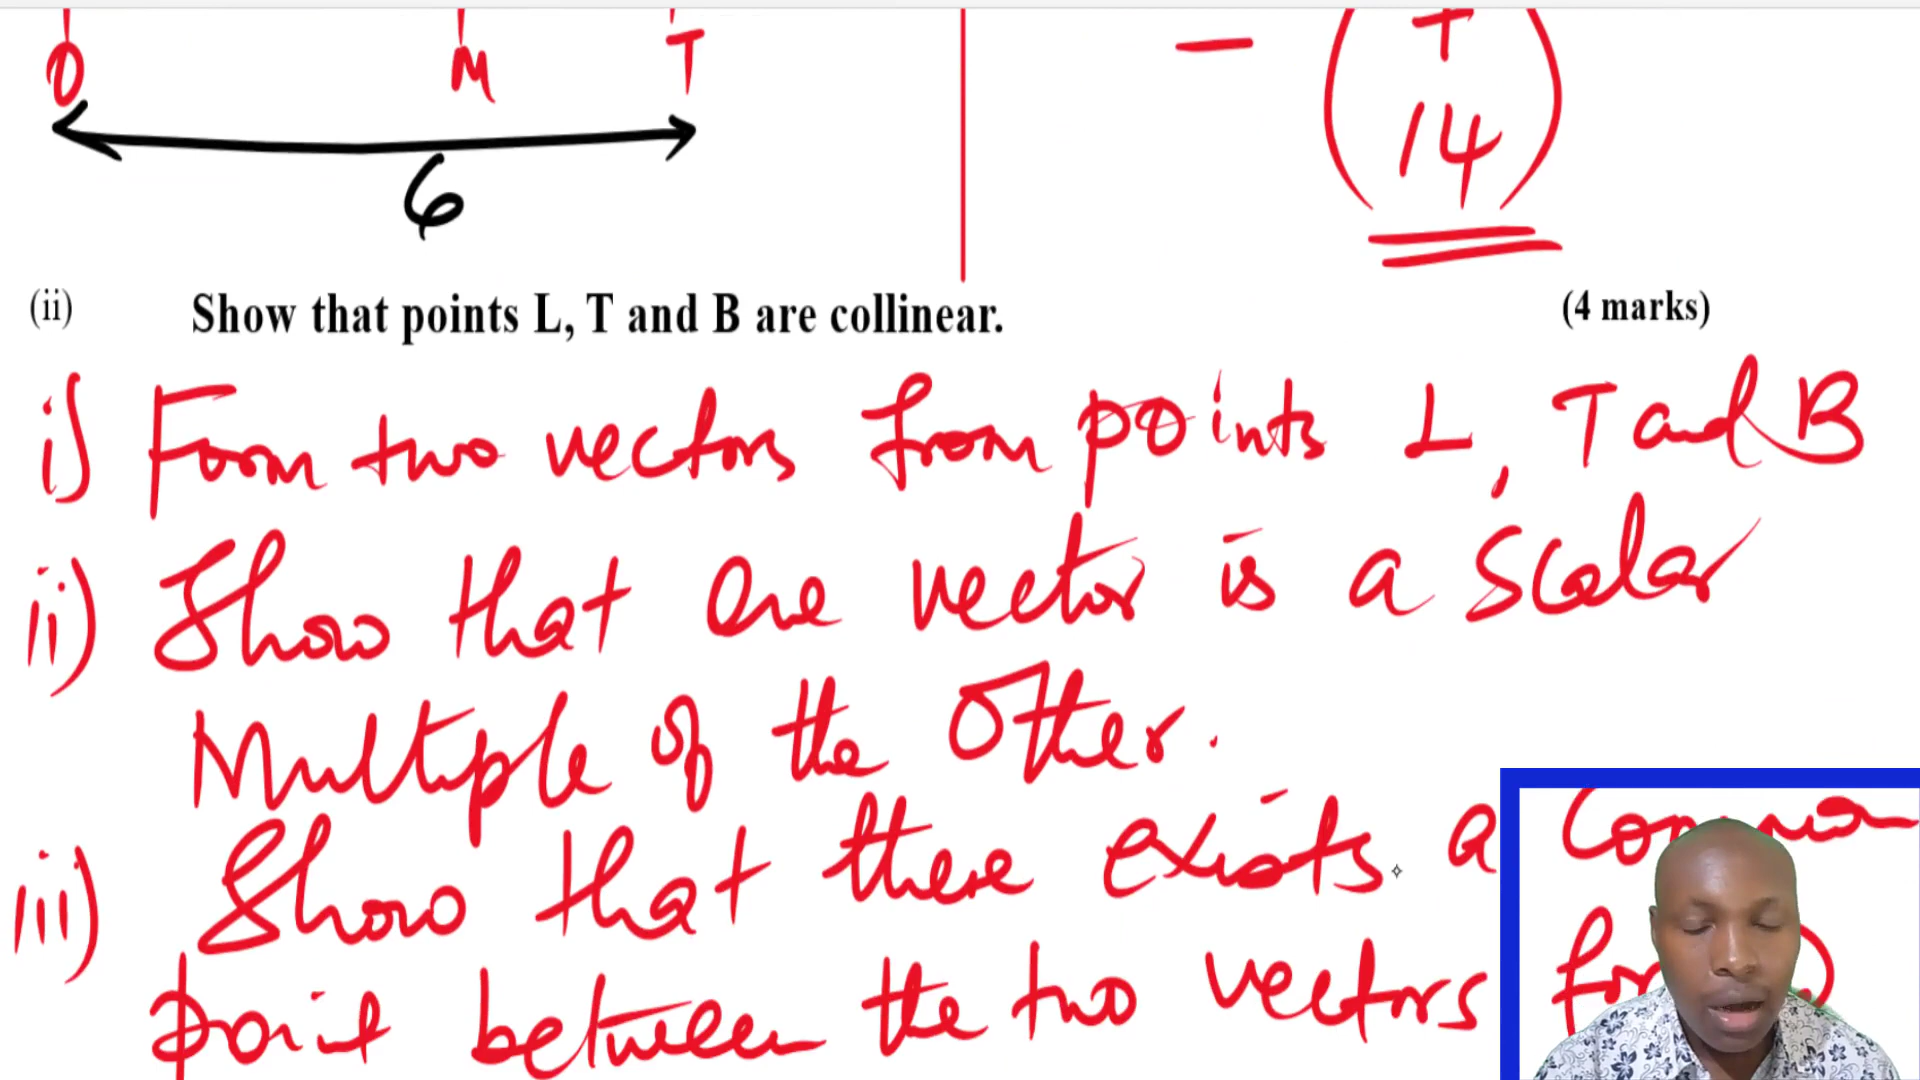 O M T
6
14
(ii) Show that points L, T and B are collinear. (4 marks)
i) Form two vectors from points L, T and B
ii) Show that one vector is a Scalar
Multiple of the Other.
iii) Show that there exists a
point between the two vectors